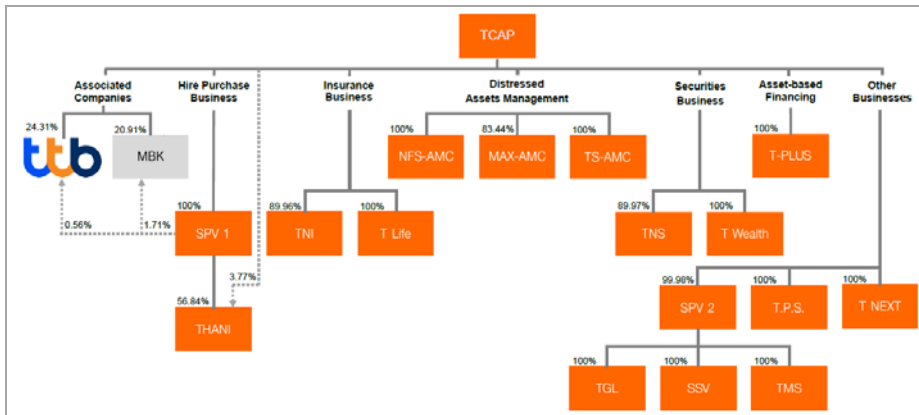 TCAP
Associated
Companies
Hire Purchase
Business
Insurance
Business
Distressed
Assets Management
Securities
Business
Asset-based
Financing
Other
Businesses
24.31%
ttb
20.91%
MBK
0.56%
1.71%
100%
SPV 1
3.77%
56.84%
THANI
89.96%
TNI
100%
T Life
100%
NFS-AMC
83.44%
MAX-AMC
100%
TS-AMC
89.97%
TNS
100%
T Wealth
100%
T-PLUS
99.98%
SPV 2
100%
T.P.S.
100%
T NEXT
100%
TGL
100%
SSV
100%
TMS